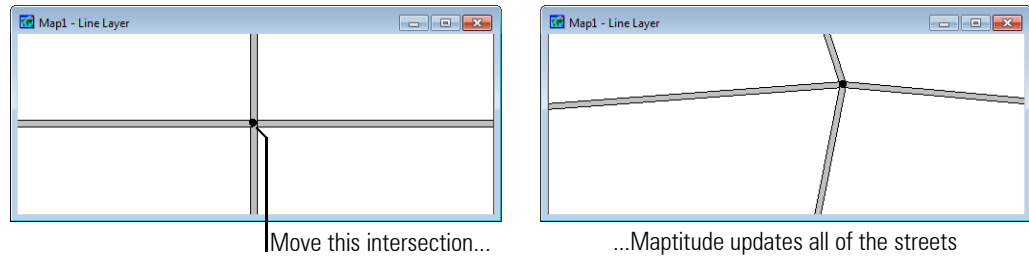 Map1 - Line Layer
Map1 - Line Layer
Move this intersection...
...Maptitude updates all of the streets